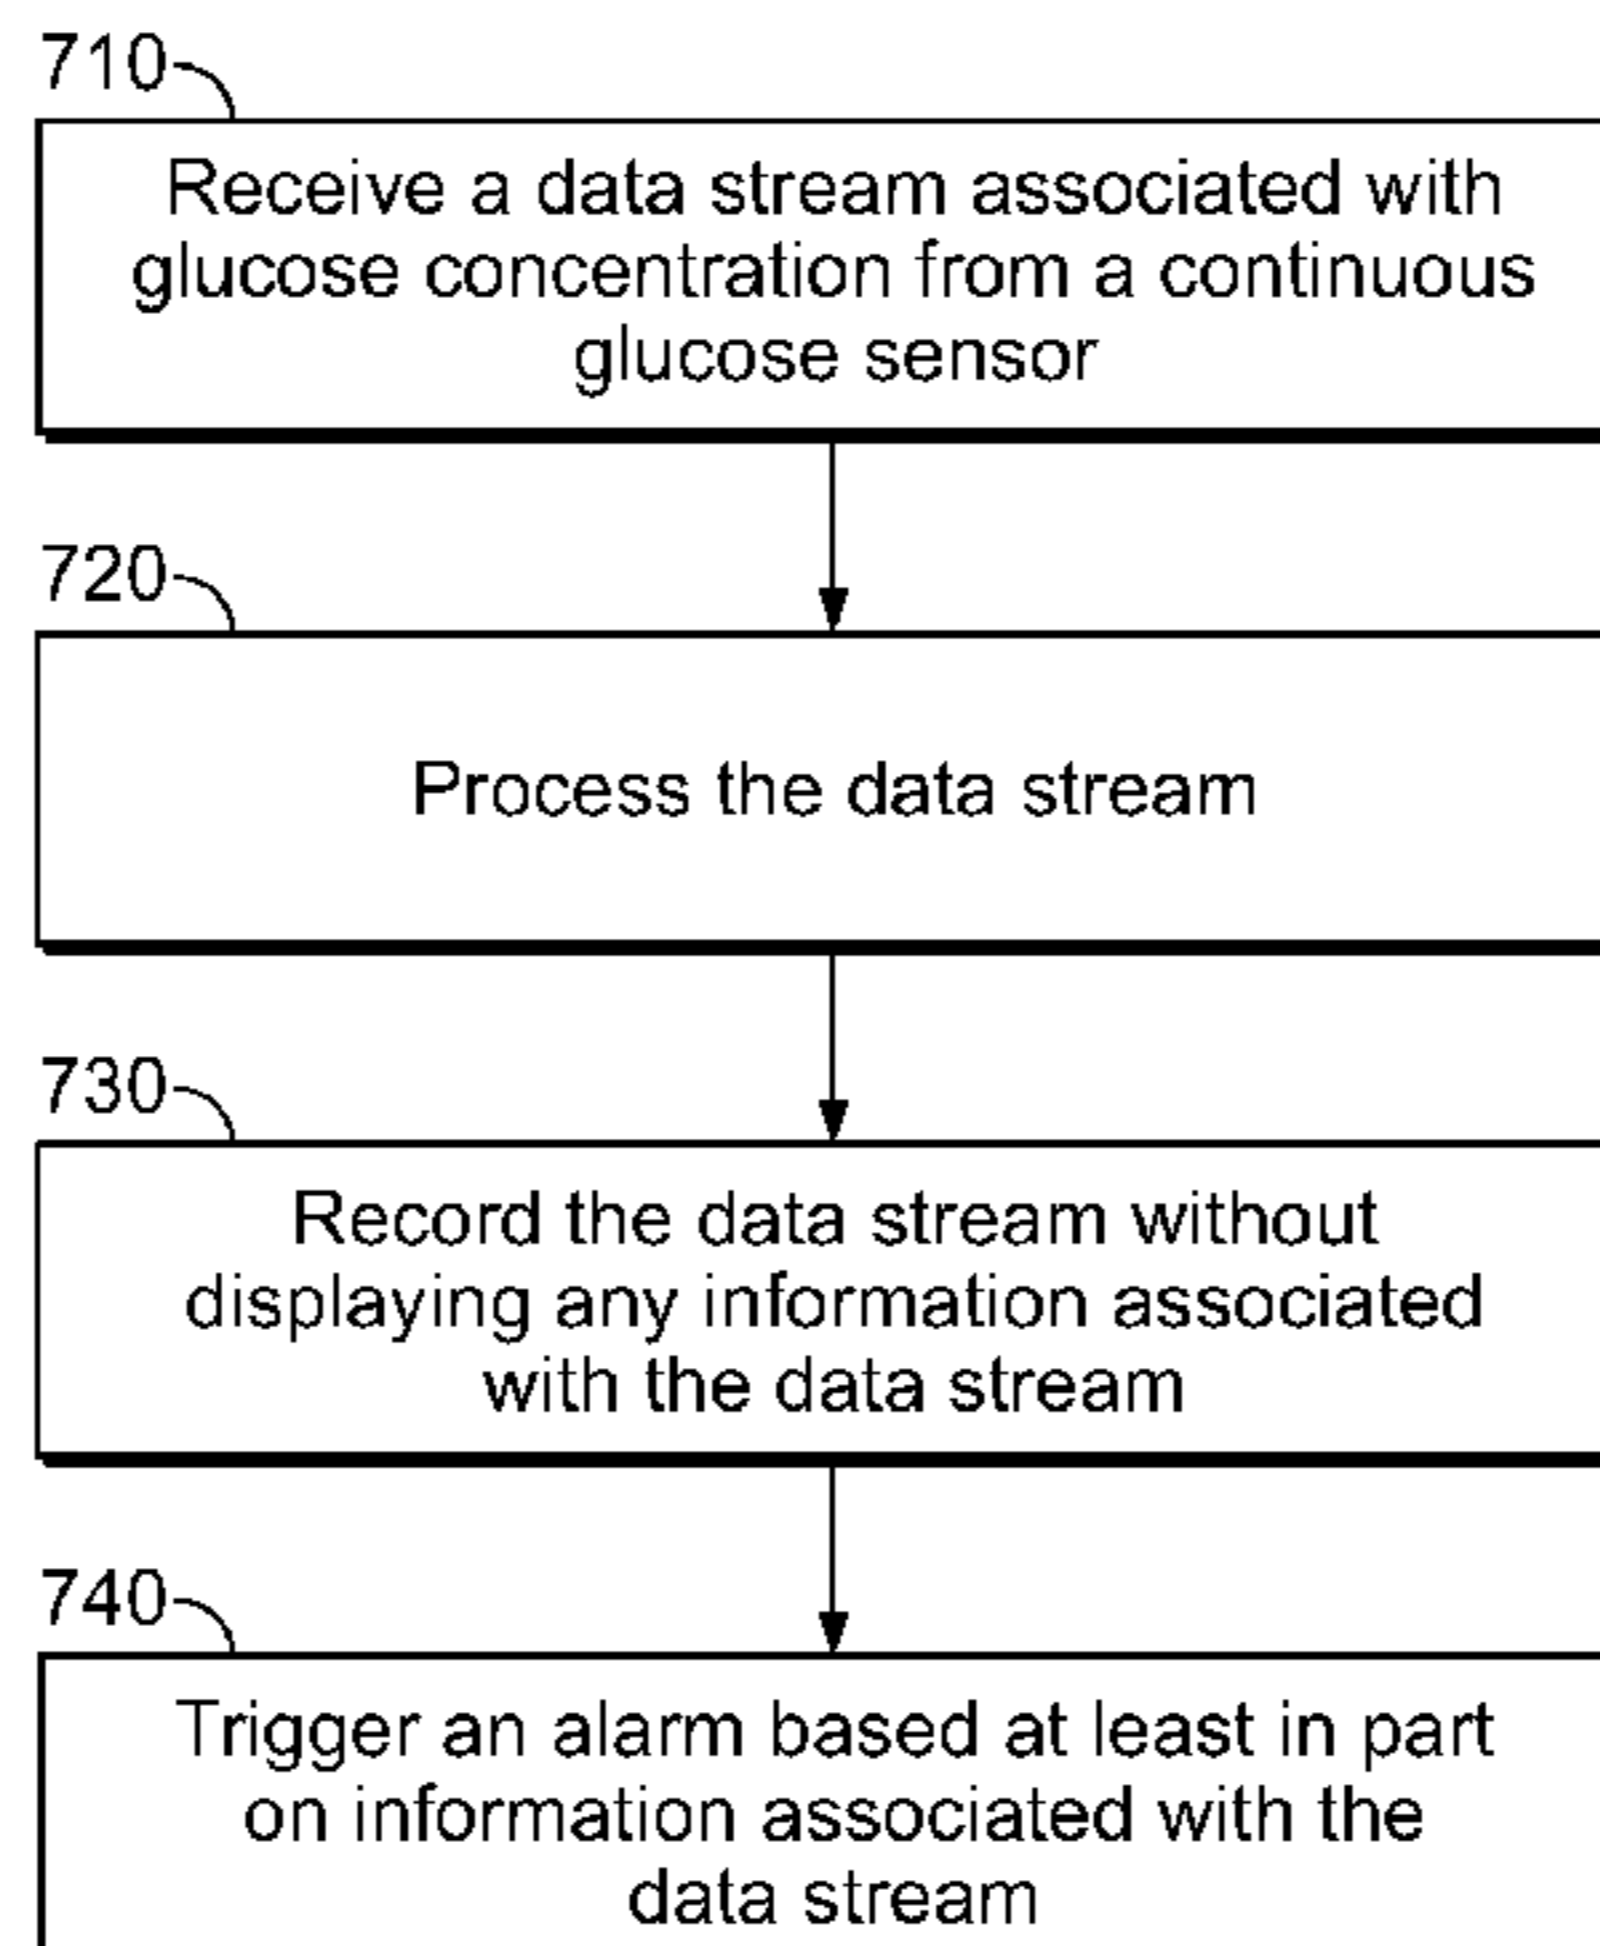 710
Receive a data stream associated with
glucose concentration from a continuous
glucose sensor
720
Process the data stream
730
Record the data stream without
displaying any information associated
with the data stream
740
Trigger an alarm based at least in part
on information associated with the
data stream